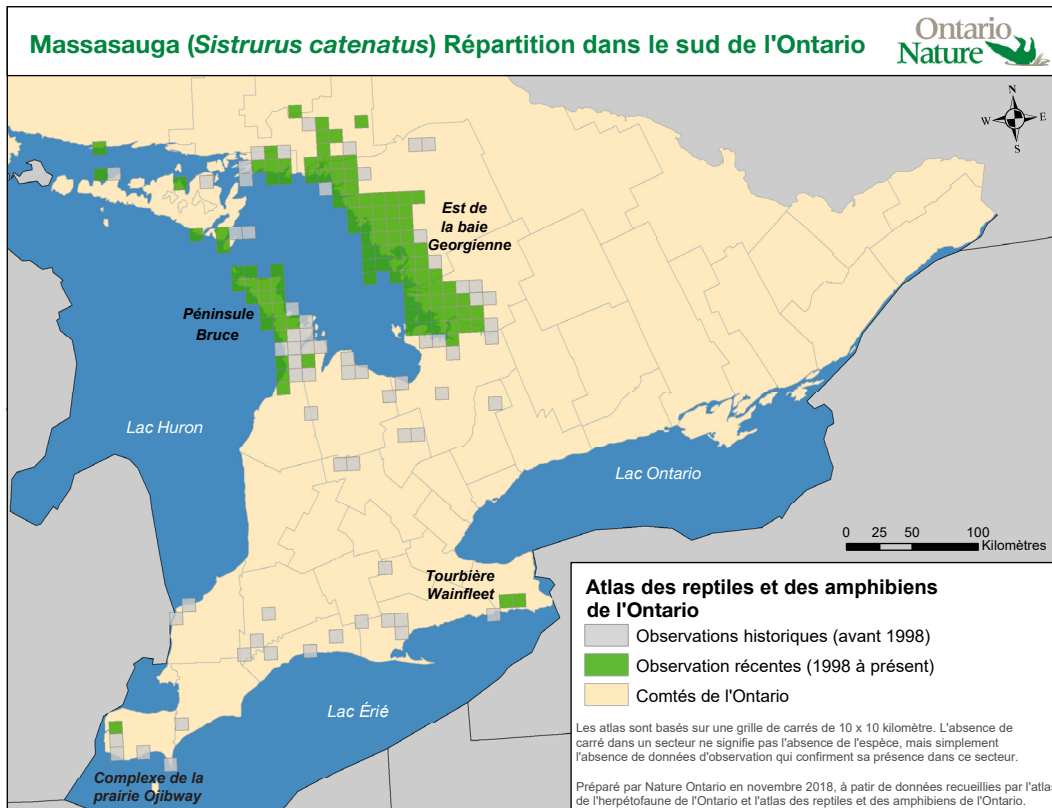 Massasauga (Sistrurus catenatus) Répartition dans le sud de l'Ontario
Ontario
Nature
N
W E
S
Est de
la baie
Georgienne
Péninsule
Bruce
Lac Huron
Lac Ontario
0 25 50 100
Kilomètres
Tourbière
Wainfleet
Lac Érié
Complexe de la
prairie Ojibway
Atlas des reptiles et des amphibiens
de l'Ontario
Observations historiques (avant 1998)
Observation récentes (1998 à présent)
Comtés de l'Ontario
Les atlas sont basés sur une grille de carrés de 10 x 10 kilomètre. L'absence de
carré dans un secteur ne signifie pas l'absence de l'espèce, mais simplement
l'absence de données d'observation qui confirment sa présence dans ce secteur.
Préparé par Nature Ontario en novembre 2018, à patir de données recueillies par l'atlas
de l'herpétofaune de l'Ontario et l'atlas des reptiles et des amphibiens de l'Ontario.